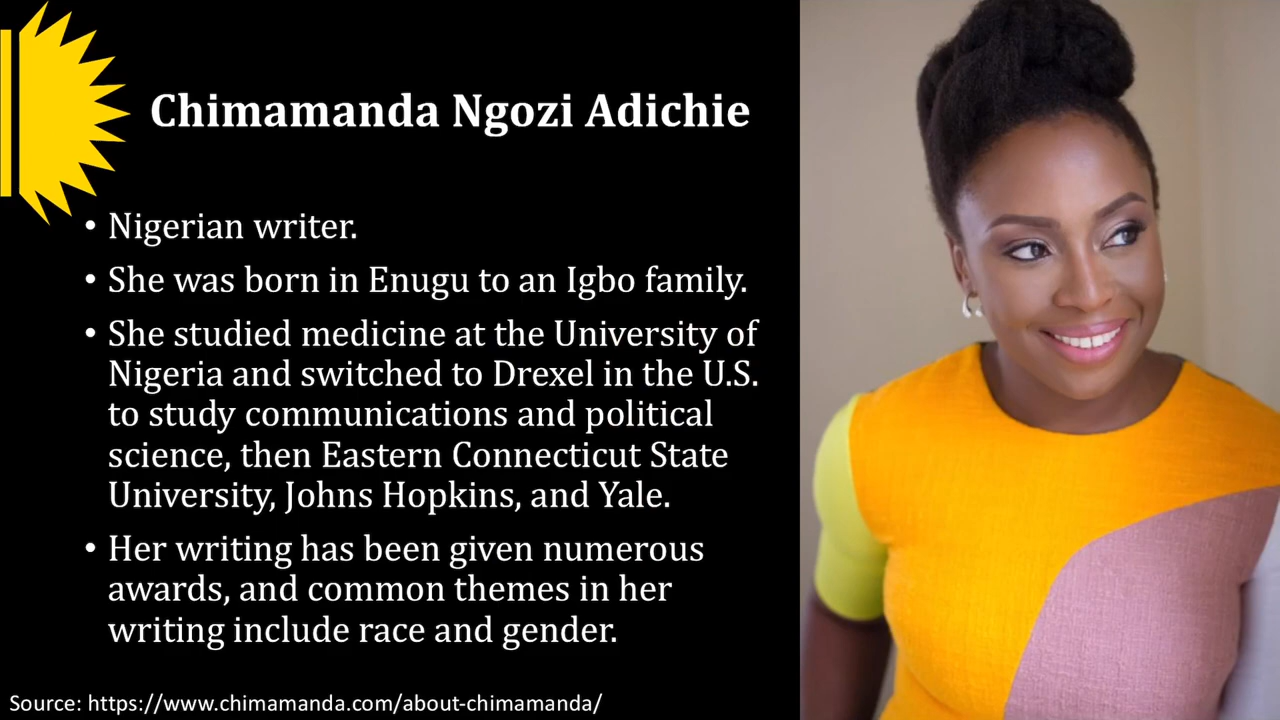 Chimamanda Ngozi Adichie
• Nigerian writer.
• She was born in Enugu to an Igbo family.
• She studied medicine at the University of
Nigeria and switched to Drexel in the U.S.
to study communications and political
science, then Eastern Connecticut State
University, Johns Hopkins, and Yale.
• Her writing has been given numerous
awards, and common themes in her
writing include race and gender.
Source: https://www.chimamanda.com/about-chimamanda/